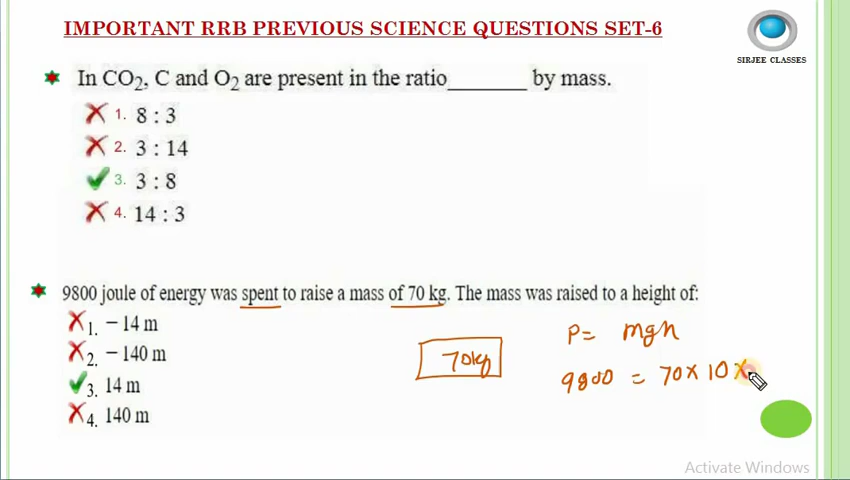 IMPORTANT RRB PREVIOUS SCIENCE QUESTIONS SET-6
SIRJEE CLASSES
In CO₂, C and O₂ are present in the ratio_______ by mass.
1. 8 : 3
2. 3 : 14
3. 3 : 8
4. 14 : 3
9800 joule of energy was spent to raise a mass of 70 kg. The mass was raised to a height of:
1. – 14 m
2. – 140 m
3. 14 m
4. 140 m
70kg
P= mgh
9800 = 70 × 10 ×
Activate Windows